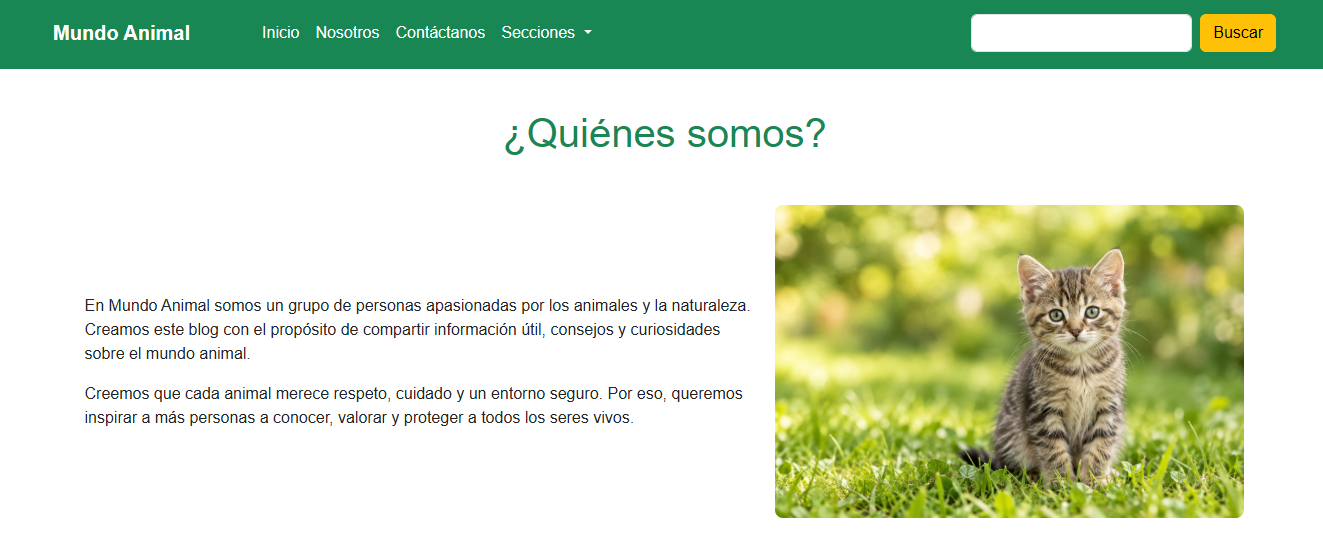 Mundo Animal
Inicio Nosotros Contáctanos Secciones
Buscar
¿Quiénes somos?
En Mundo Animal somos un grupo de personas apasionadas por los animales y la naturaleza.
Creamos este blog con el propósito de compartir información útil, consejos y curiosidades
sobre el mundo animal.
Creemos que cada animal merece respeto, cuidado y un entorno seguro. Por eso, queremos
inspirar a más personas a conocer, valorar y proteger a todos los seres vivos.